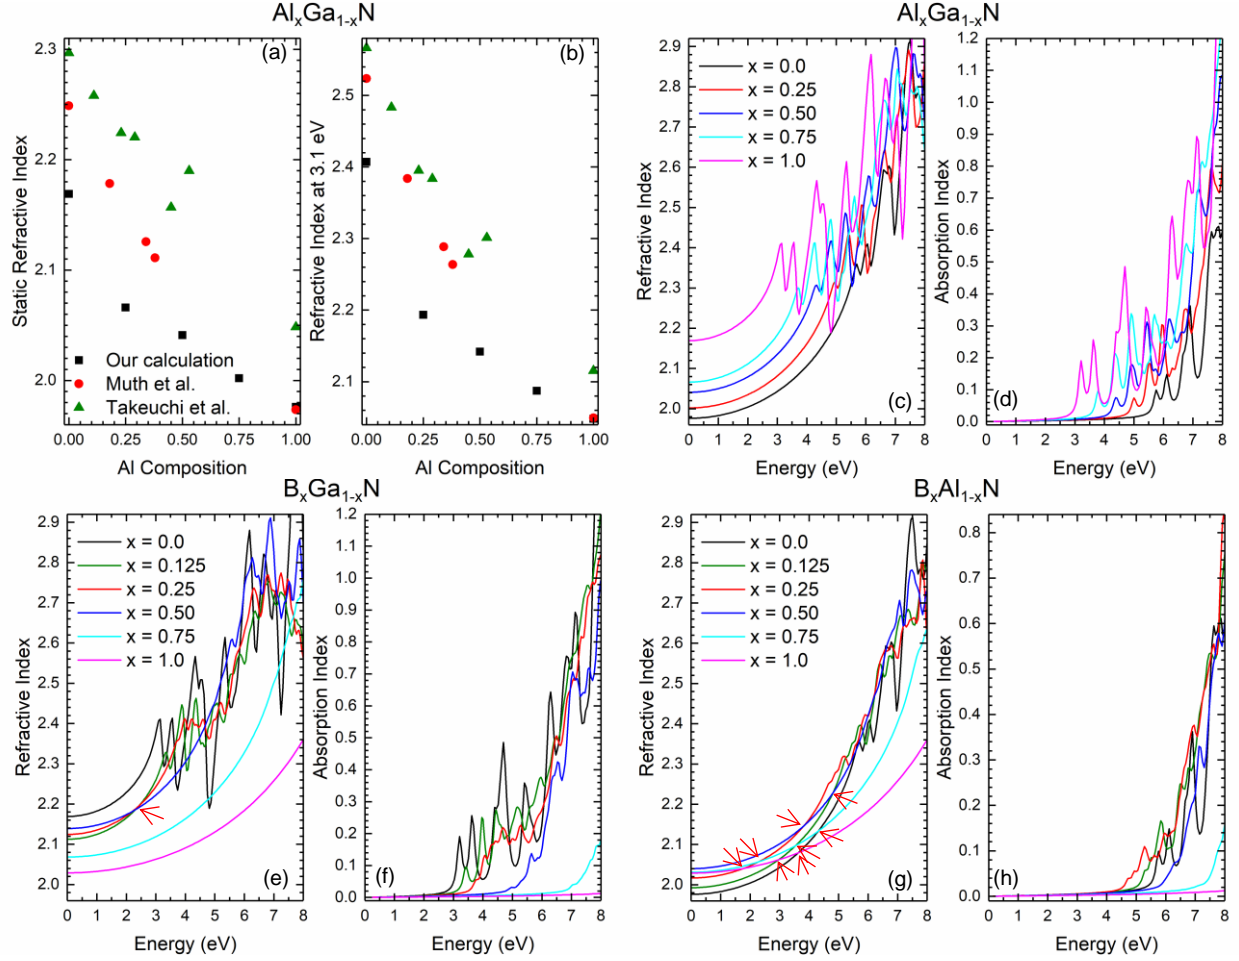 AlxGa1-xN
(a)
2.3
2.2
2.1
2.0
Static Refractive Index
Our calculation
Muth et al.
Takeuchi et al.
0.00 0.25 0.50 0.75 1.00
Al Composition
(b)
2.5
2.4
2.3
2.2
2.1
Refractive Index at 3.1 eV
0.00 0.25 0.50 0.75 1.00
Al Composition
AlxGa1-xN
2.9
2.8
2.7
2.6
2.5
2.4
2.3
2.2
2.1
2.0
Refractive Index
x = 0.0
x = 0.25
x = 0.50
x = 0.75
x = 1.0
(c)
0 1 2 3 4 5 6 7 8
Energy (eV)
1.2
1.1
1.0
0.9
0.8
0.7
0.6
0.5
0.4
0.3
0.2
0.1
0.0
Absorption Index
(d)
0 1 2 3 4 5 6 7 8
Energy (eV)
BxGa1-xN
2.9
2.8
2.7
2.6
2.5
2.4
2.3
2.2
2.1
2.0
Refractive Index
x = 0.0
x = 0.125
x = 0.25
x = 0.50
x = 0.75
x = 1.0
(e)
0 1 2 3 4 5 6 7 8
Energy (eV)
1.2
1.1
1.0
0.9
0.8
0.7
0.6
0.5
0.4
0.3
0.2
0.1
0.0
Absorption Index
(f)
0 1 2 3 4 5 6 7 8
Energy (eV)
BxAl1-xN
2.9
2.8
2.7
2.6
2.5
2.4
2.3
2.2
2.1
2.0
Refractive Index
x = 0.0
x = 0.125
x = 0.25
x = 0.50
x = 0.75
x = 1.0
(g)
0 1 2 3 4 5 6 7 8
Energy (eV)
0.8
0.7
0.6
0.5
0.4
0.3
0.2
0.1
0.0
Absorption Index
(h)
0 1 2 3 4 5 6 7 8
Energy (eV)